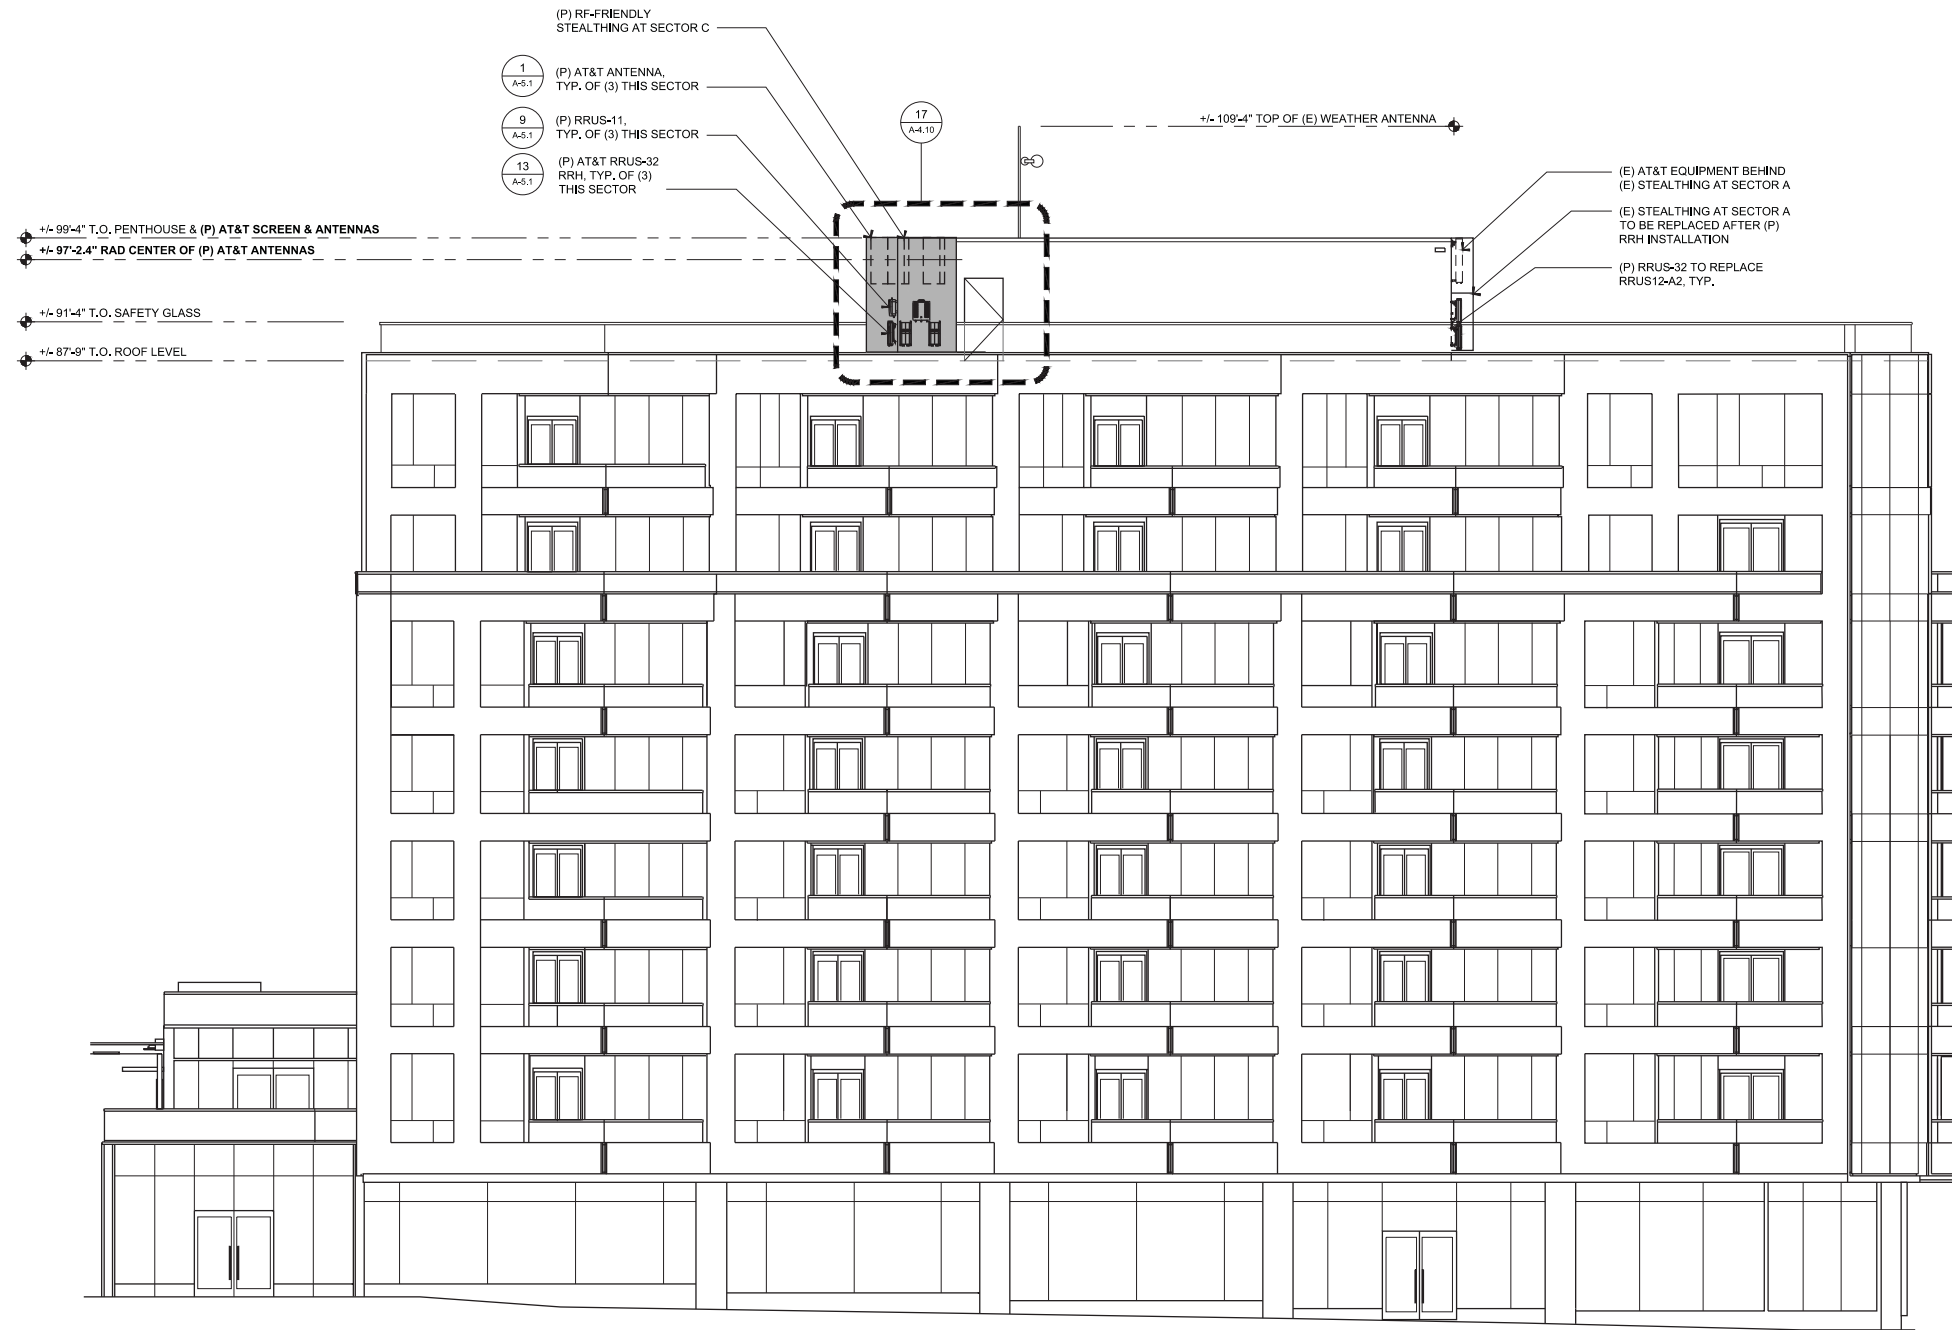 (P) RF-FRIENDLY
STEALTHING AT SECTOR C
1
A-5.1
(P) AT&T ANTENNA,
TYP. OF (3) THIS SECTOR
9
A-5.1
(P) RRUS-11,
TYP. OF (3) THIS SECTOR
13
A-5.1
(P) AT&T RRUS-32
RRH, TYP. OF (3)
THIS SECTOR
17
A-4.10
+/- 109'-4" TOP OF (E) WEATHER ANTENNA
(E) AT&T EQUIPMENT BEHIND
(E) STEALTHING AT SECTOR A
(E) STEALTHING AT SECTOR A
TO BE REPLACED AFTER (P)
RRH INSTALLATION
(P) RRUS-32 TO REPLACE
RRUS12-A2, TYP.
+/- 99'-4" T.O. PENTHOUSE & (P) AT&T SCREEN & ANTENNAS
+/- 97'-2.4" RAD CENTER OF (P) AT&T ANTENNAS
+/- 91'-4" T.O. SAFETY GLASS
+/- 87'-9" T.O. ROOF LEVEL